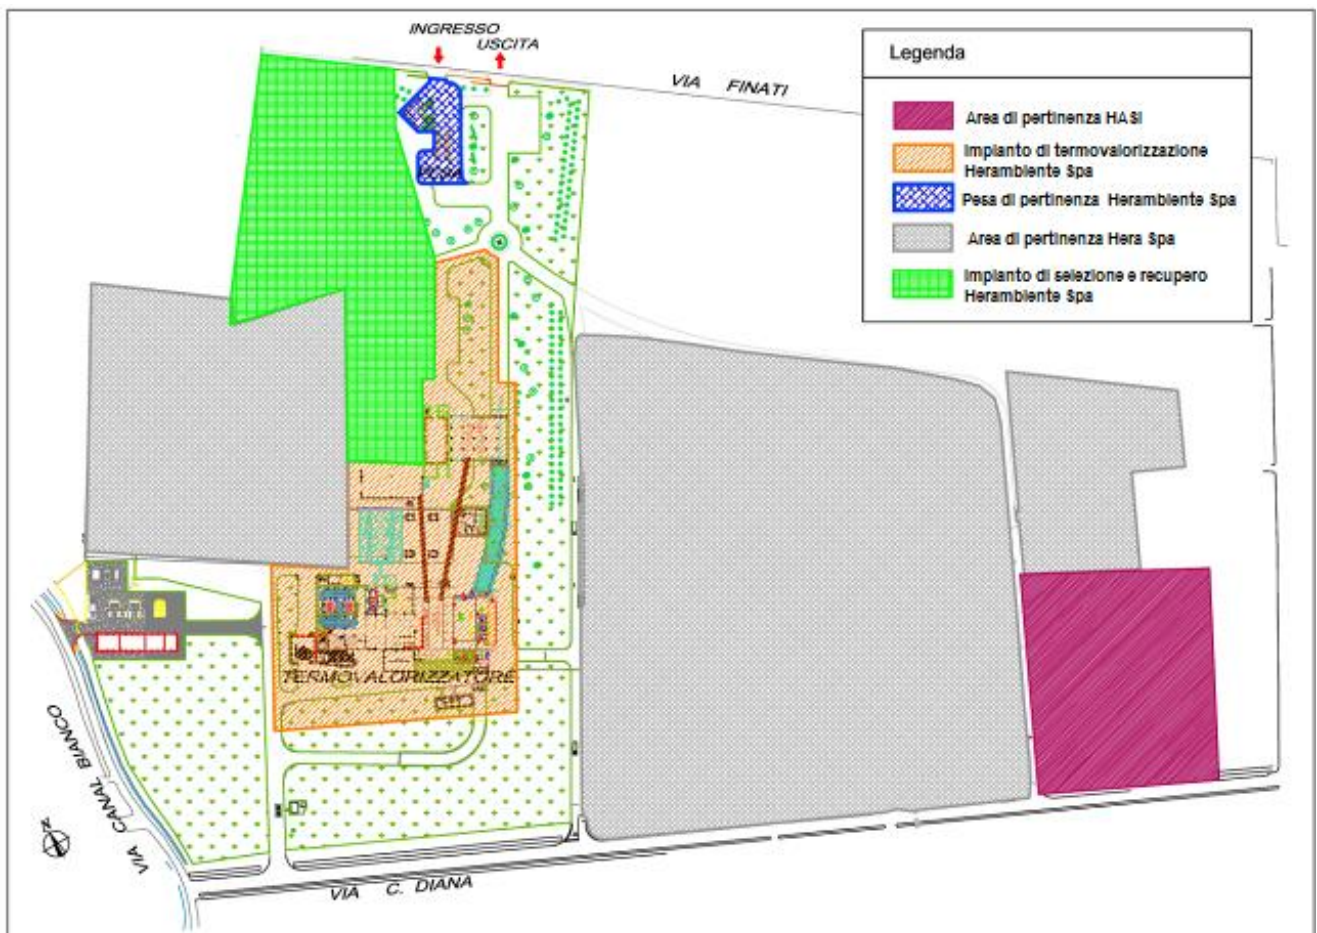 INGRESSO
USCITA
VIA FINATI
Legenda
Area di pertinenza HASI
Impianto di termovalorizzazione
Herambiente Spa
Pesa di pertinenza Herambiente Spa
Area di pertinenza Hera Spa
Impianto di selezione e recupero
Herambiente Spa
TERMOVALORIZZATORE
VIA CANAL BIANCO
N
VIA C. DIANA